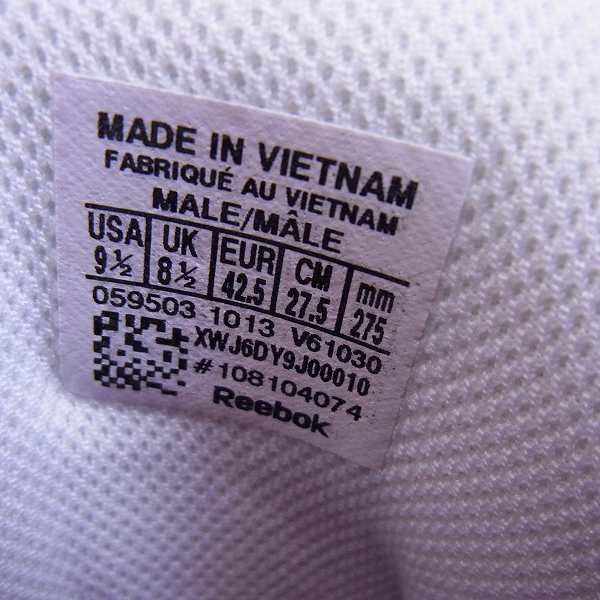 MADE IN VIETNAM
FABRIQUÉ AU VIETNAM
MALE/MÂLE
USA UK EUR CM mm
9½ 8½ 42.5 27.5 275
059503 1013 V61030
XWJ6DY9J00010
#108104074
Reebok